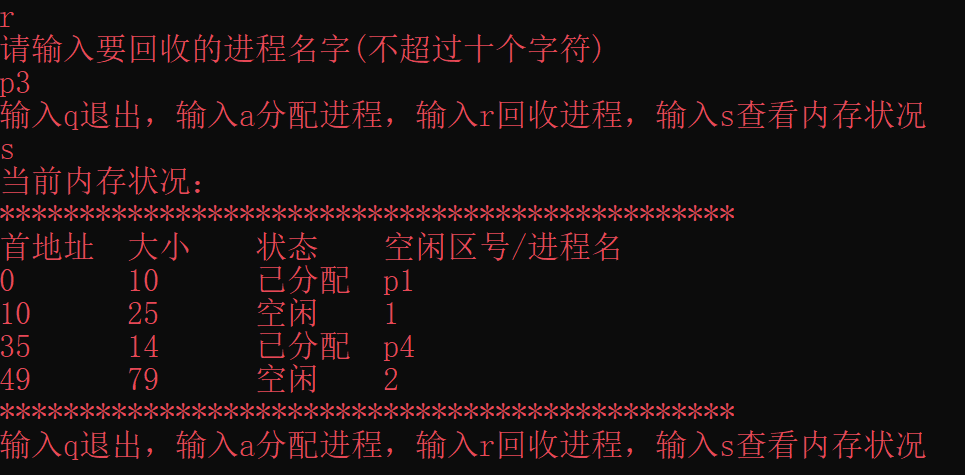 r
请输入要回收的进程名字(不超过十个字符)
p3
输入q退出，输入a分配进程，输入r回收进程，输入s查看内存状况
s
当前内存状况：
**********************************************
首地址 大小 状态 空闲区号/进程名
0 10 已分配 p1
10 25 空闲 1
35 14 已分配 p4
49 79 空闲 2
**********************************************
输入q退出，输入a分配进程，输入r回收进程，输入s查看内存状况